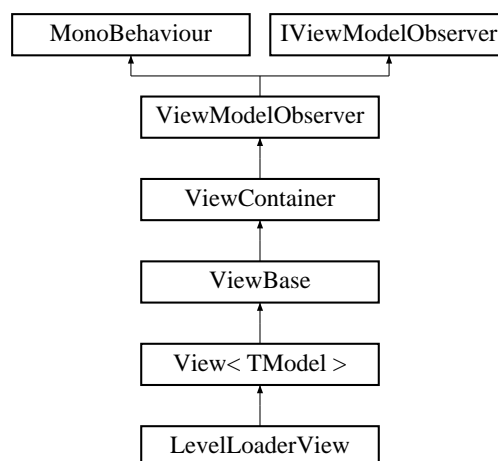 MonoBehaviour
IViewModelObserver
ViewModelObserver
ViewContainer
ViewBase
View< TModel >
LevelLoaderView